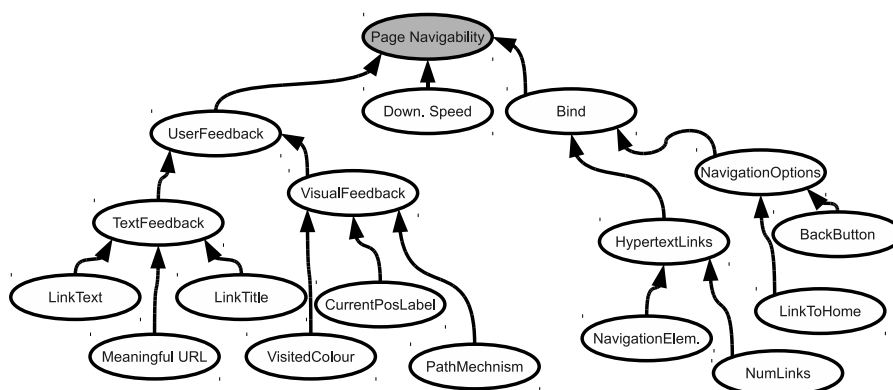 Page Navigability
Down. Speed
Bind
UserFeedback
NavigationOptions
VisualFeedback
TextFeedback
BackButton
HypertextLinks
LinkText
LinkTitle
CurrentPosLabel
LinkToHome
NavigationElem.
Meaningful URL
VisitedColour
PathMechnism
NumLinks